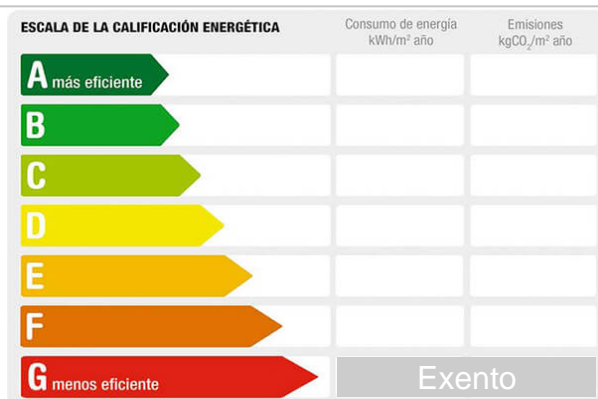 ESCALA DE LA CALIFICACIÓN ENERGÉTICA
Consumo de energía
kWh/m² año
Emisiones
kgCO₂/m² año
A más eficiente
B
C
D
E
F
G menos eficiente
Exento